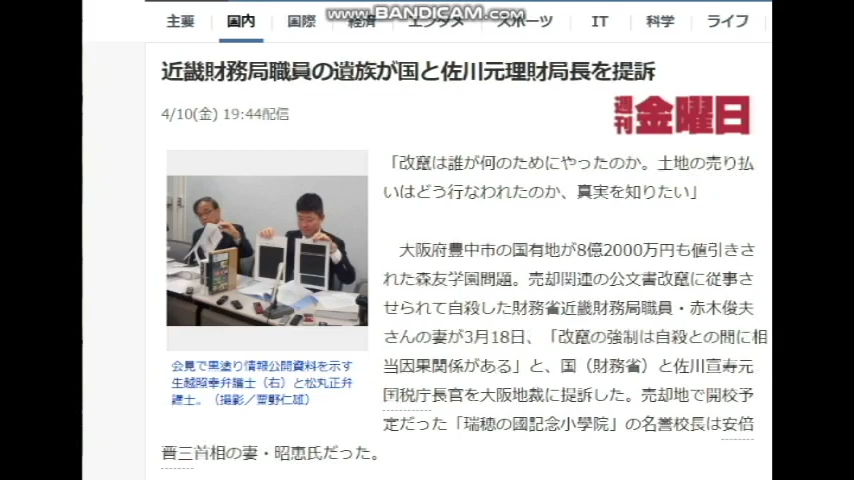 主要 国内 国際 経済 エンタメ スポーツ IT 科学 ライフ
www.BANDICAM.com
近畿財務局職員の遺族が国と佐川元理財局長を提訴
4/10(金) 19:44配信
週刊 金曜日
「改竄は誰が何のためにやったのか。土地の売り払
いはどう行なわれたのか、真実を知りたい」
大阪府豊中市の国有地が8億2000万円も値引きさ
れた森友学園問題。売却関連の公文書改竄に従事さ
せられて自殺した財務省近畿財務局職員・赤木俊夫
さんの妻が3月18日、「改竄の強制は自殺との間に相
当因果関係がある」と、国（財務省）と佐川宣寿元
国税庁長官を大阪地裁に提訴した。売却地で開校予
定だった「瑞穂の國記念小學院」の名誉校長は安倍
晋三首相の妻・昭恵氏だった。
会見で黒塗り情報公開資料を示す
生越照幸弁護士（右）と松丸正弁
護士。（撮影／粟野仁雄）